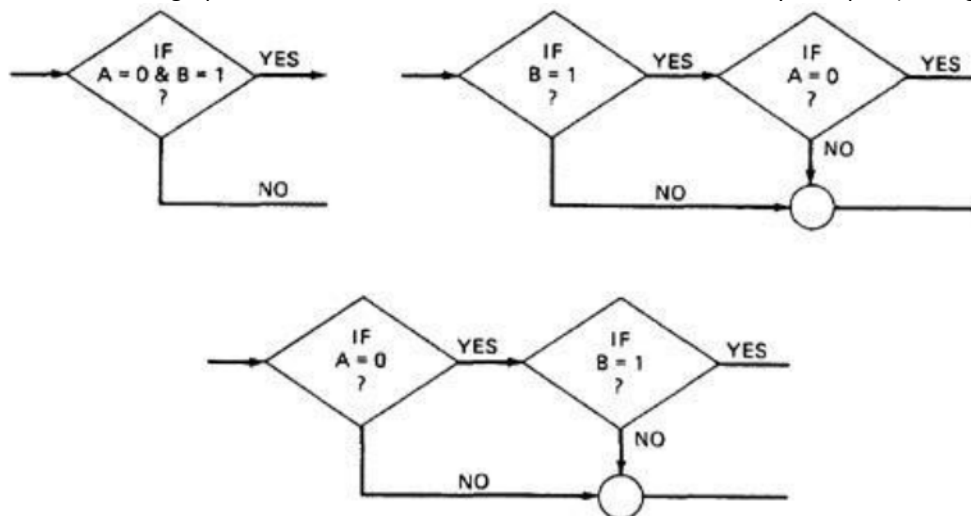 IF
A = 0 & B = 1
?
YES
NO
IF
B = 1
?
YES
NO
IF
A = 0
?
YES
NO
IF
A = 0
?
YES
NO
IF
B = 1
?
YES
NO